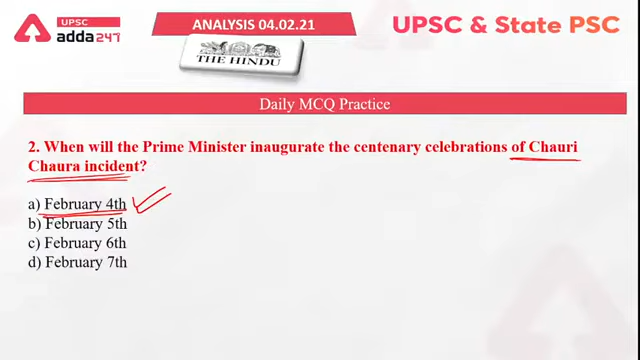 UPSC
adda247
ANALYSIS 04.02.21
THE HINDU
UPSC & State PSC
Daily MCQ Practice
2. When will the Prime Minister inaugurate the centenary celebrations of Chauri
Chaura incident?
a) February 4th
b) February 5th
c) February 6th
d) February 7th